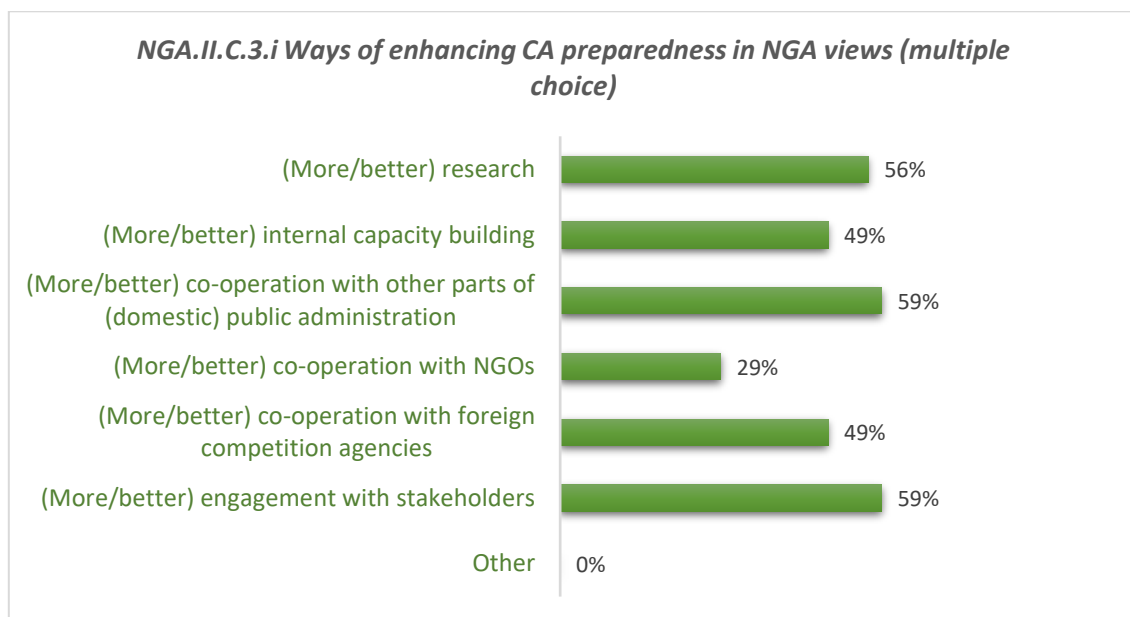 NGA.II.C.3.i Ways of enhancing CA preparedness in NGA views (multiple
choice)
(More/better) research
56%
(More/better) internal capacity building
49%
(More/better) co-operation with other parts of
(domestic) public administration
59%
(More/better) co-operation with NGOs
29%
(More/better) co-operation with foreign
competition agencies
49%
(More/better) engagement with stakeholders
59%
Other
0%